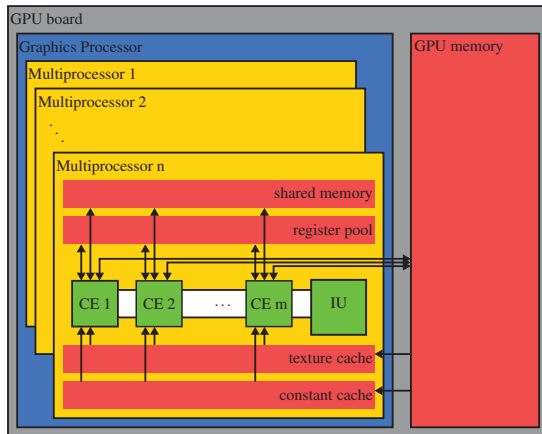 GPU board
Graphics Processor
GPU memory
Multiprocessor 1
Multiprocessor 2
. . .
Multiprocessor n
shared memory
register pool
CE 1
CE 2
...
CE m
IU
texture cache
constant cache